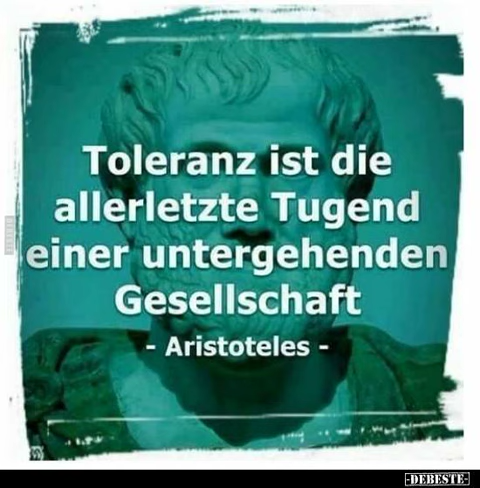 Toleranz ist die
allerletzte Tugend
einer untergehenden
Gesellschaft
- Aristoteles -
-DEBESTE-